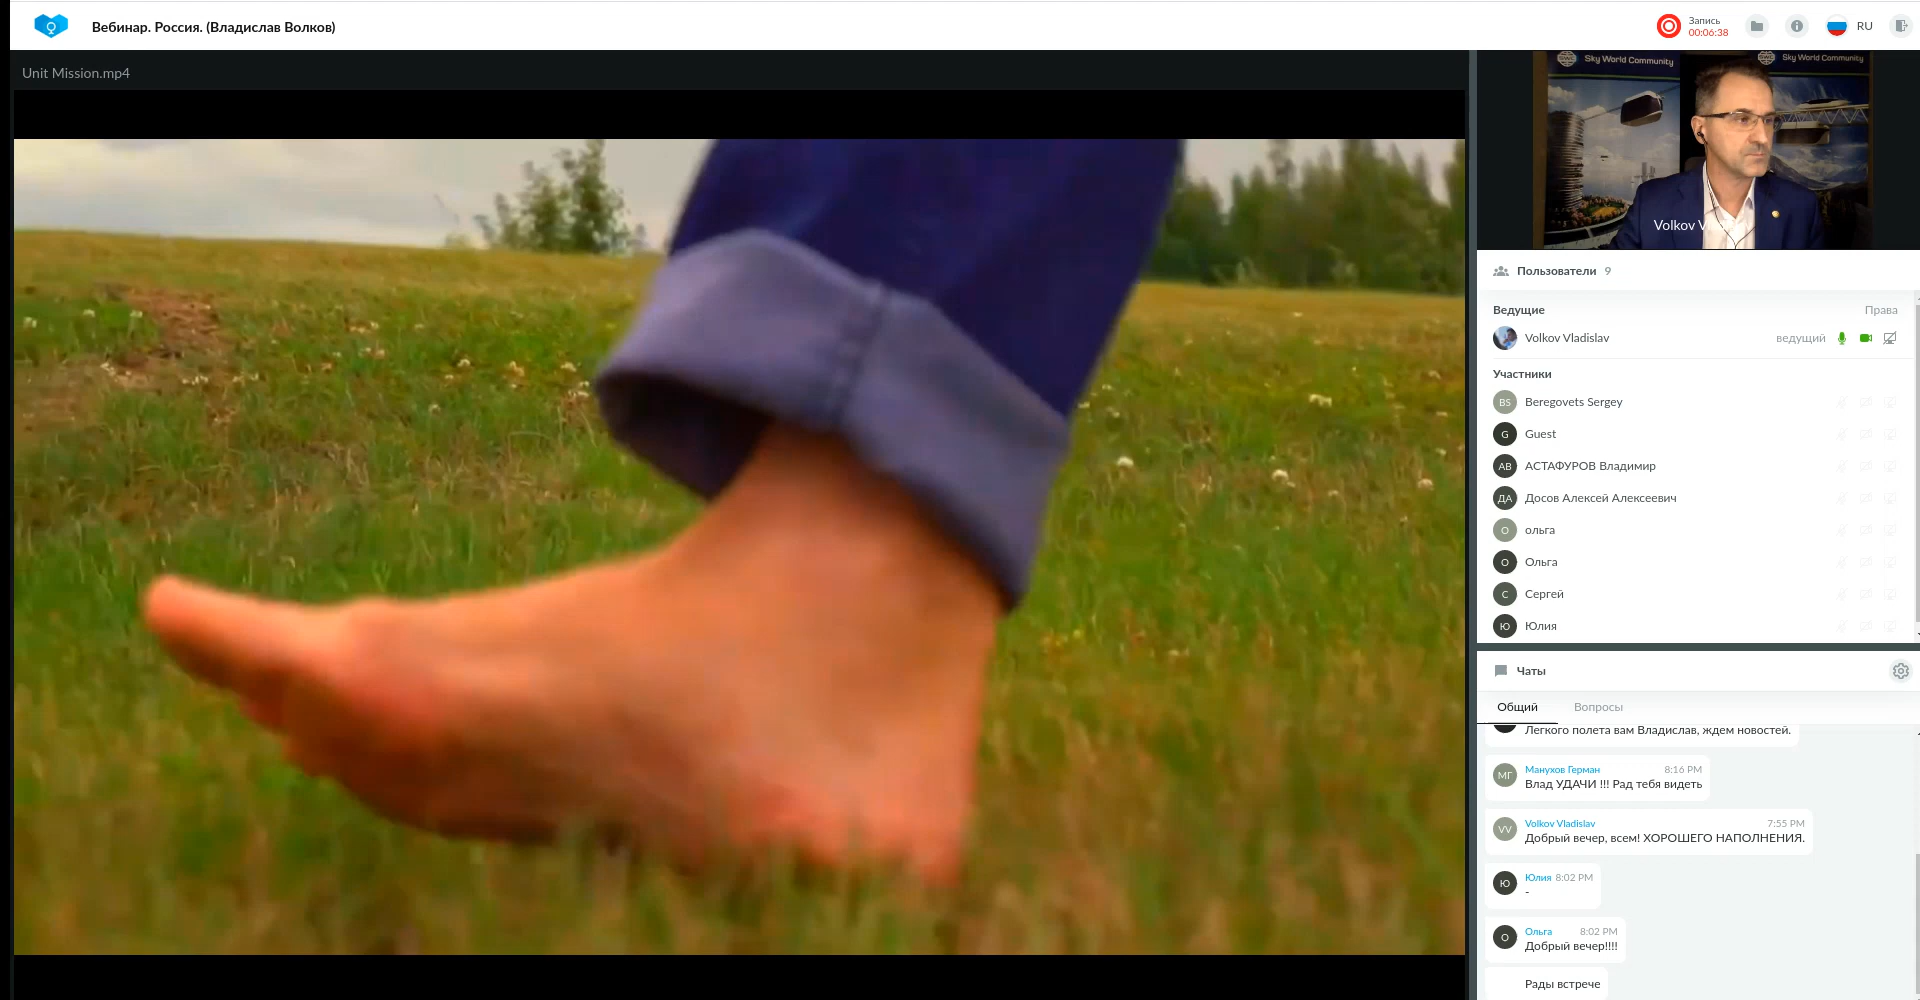 Вебинар. Россия. (Владислав Волков)
Запись
00:06:38
RU
Unit Mission.mp4
Sky World Community
Sky World Community
Volkov
Пользователи 9
Ведущие
Права
Volkov Vladislav
ведущий
Участники
BS Beregovets Sergey
G Guest
АВ АСТАФУРОВ Владимир
ДА Досов Алексей Алексеевич
О ольга
О Ольга
С Сергей
Ю Юлия
Чаты
Общий
Вопросы
Легкого полета вам Владислав, ждем новостей.
МГ
Манухов Герман 8:16 PM
Влад УДАЧИ !!! Рад тебя видеть
VV
Volkov Vladislav 7:55 PM
Добрый вечер, всем! ХОРОШЕГО НАПОЛНЕНИЯ.
Ю
Юлия 8:02 PM
-
О
Ольга 8:02 PM
Добрый вечер!!!!
Рады встрече